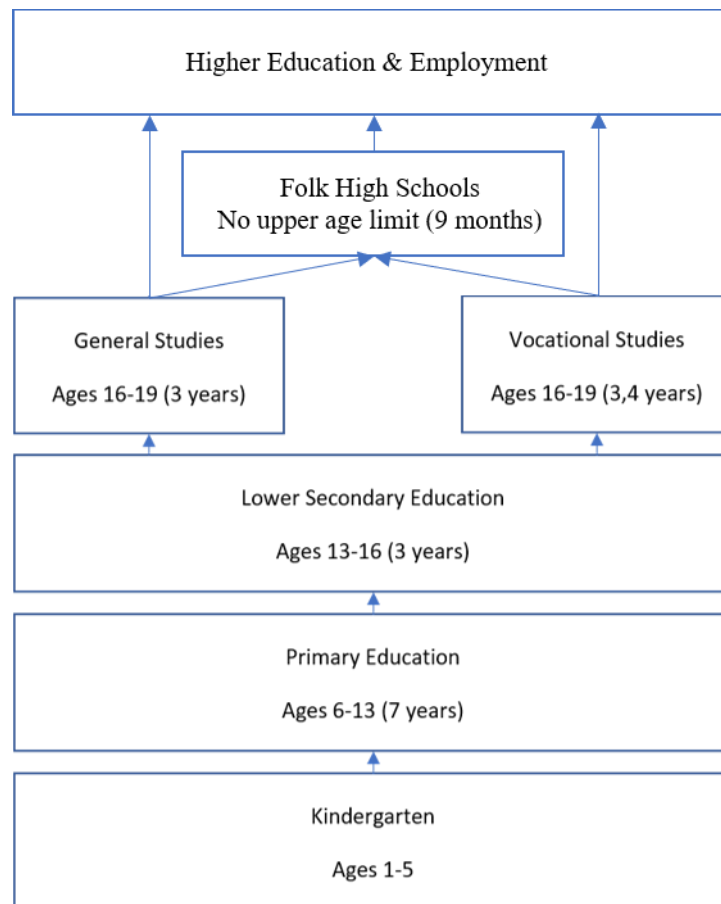 Higher Education & Employment
Folk High Schools
No upper age limit (9 months)
General Studies
Ages 16-19 (3 years)
Vocational Studies
Ages 16-19 (3,4 years)
Lower Secondary Education
Ages 13-16 (3 years)
Primary Education
Ages 6-13 (7 years)
Kindergarten
Ages 1-5